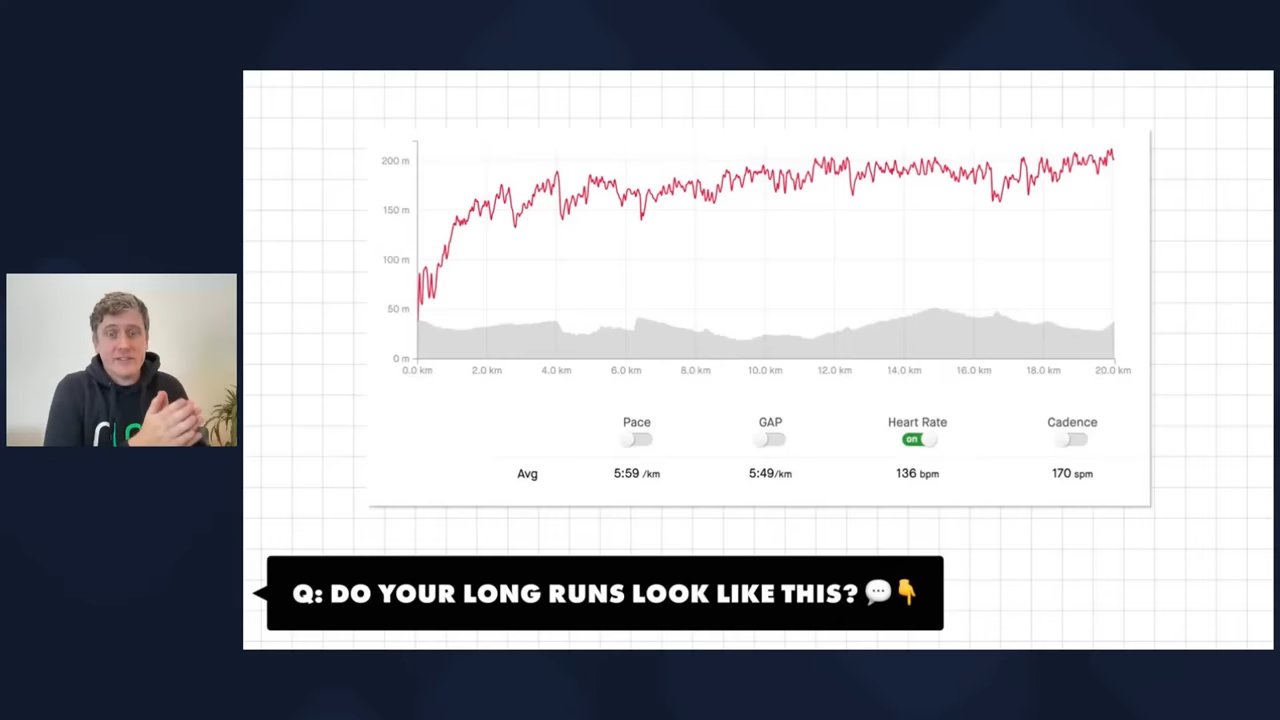 200 m
150 m
100 m
50 m
0 m
0.0 km 2.0 km 4.0 km 6.0 km 8.0 km 10.0 km 12.0 km 14.0 km 16.0 km 18.0 km 20.0 km
Pace GAP Heart Rate Cadence
on
Avg 5:59 /km 5:49/km 136 bpm 170 spm
Q: DO YOUR LONG RUNS LOOK LIKE THIS? 💬👇